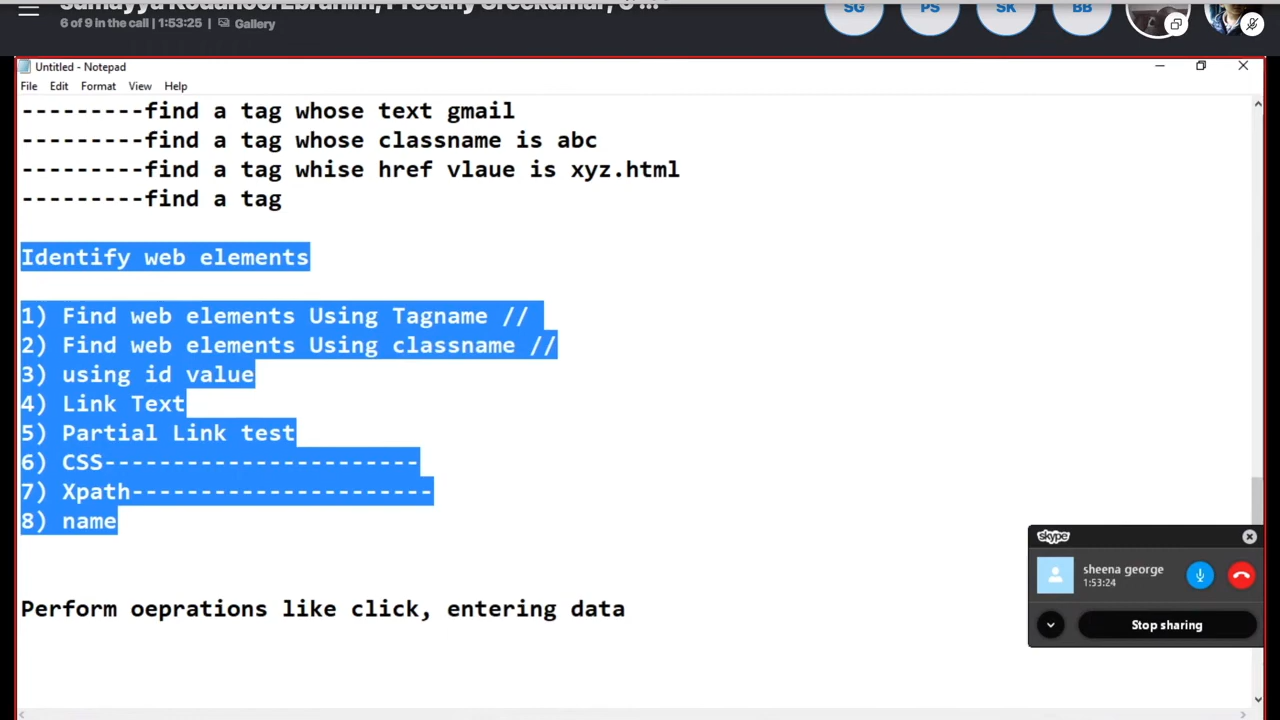 6 of 9 in the call | 1:53:25 | Gallery
SG
PS
SK
BB
Untitled - Notepad
File Edit Format View Help
---------find a tag whose text gmail
---------find a tag whose classname is abc
---------find a tag whise href vlaue is xyz.html
---------find a tag
Identify web elements
1) Find web elements Using Tagname //
2) Find web elements Using classname //
3) using id value
4) Link Text
5) Partial Link test
6) CSS-----------------------
7) Xpath----------------------
8) name
Perform oeprations like click, entering data
skype
sheena george
1:53:24
Stop sharing